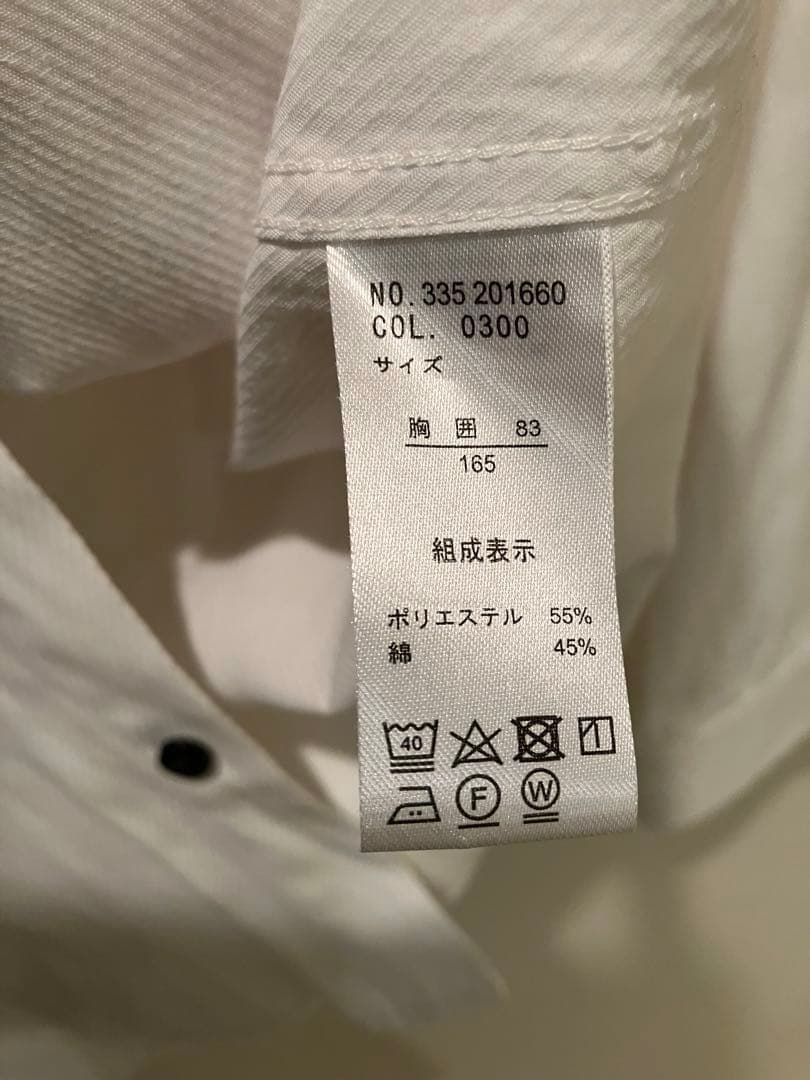 NO. 335 201660
COL. 0300
サイズ
胸 囲 83
165
組成表示
ポリエステル 55%
綿 45%
40
F W